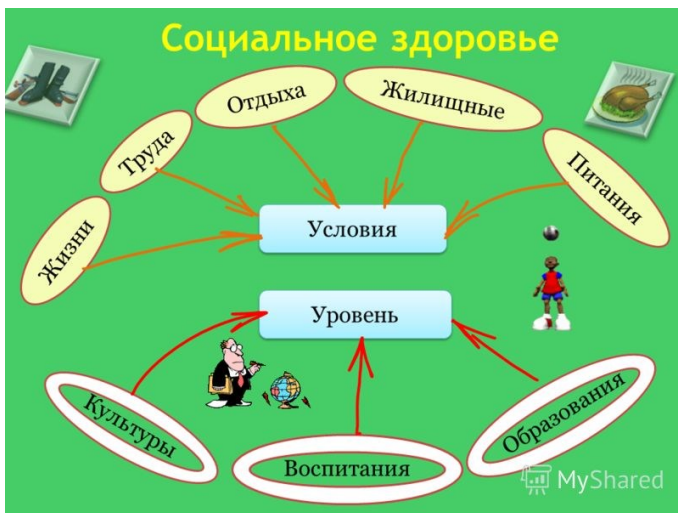 Социальное здоровье
Отдыха
Жилищные
Труда
Питания
Жизни
Условия
Уровень
Культуры
Воспитания
Образования
MyShared